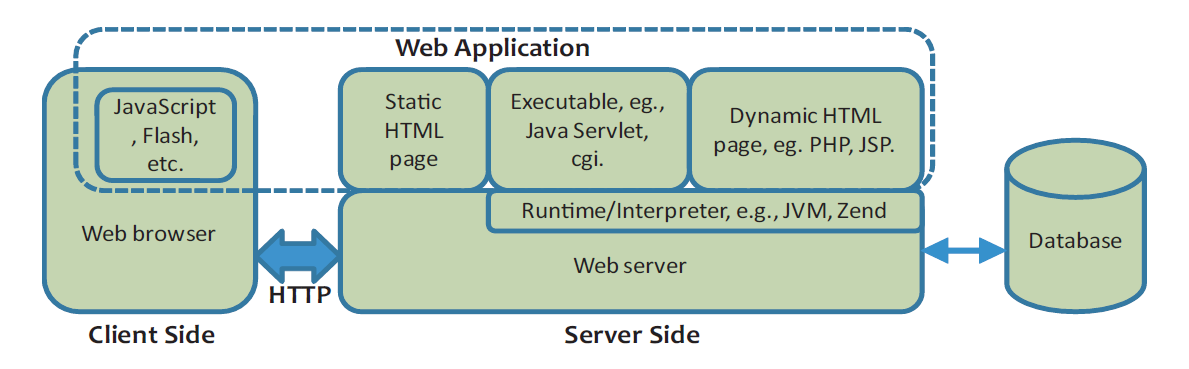 Web Application
JavaScript
, Flash,
etc.
Web browser
Static
HTML
page
Executable, eg.,
Java Servlet,
cgi.
Dynamic HTML
page, eg. PHP, JSP.
Runtime/Interpreter, e.g., JVM, Zend
Web server
HTTP
Database
Client Side
Server Side